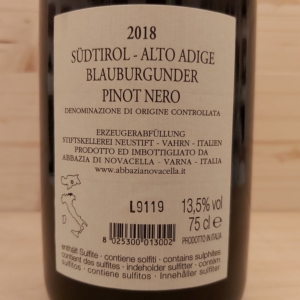 2018
SÜDTIROL - ALTO ADIGE
BLAUBURGUNDER
PINOT NERO
DENOMINAZIONE DI ORIGINE CONTROLLATA
ERZEUGERABFÜLLUNG
STIFTSKELLEREI NEUSTIFT - VAHRN - ITALIEN
PRODOTTO ED IMBOTTIGLIATO DA
ABBAZIA DI NOVACELLA - VARNA - ITALIA
www.abbazianovacella.it
L9119
13,5% vol
75 cl e
PRODOTTO IN ITALIA
8 025300 013002
enthält Sulfite - contiene solfiti - contains sulphites
contient des sulfites - indeholder sulfitter - contém
sulfitos - contiene sulfitos - Innehåller sulfiter